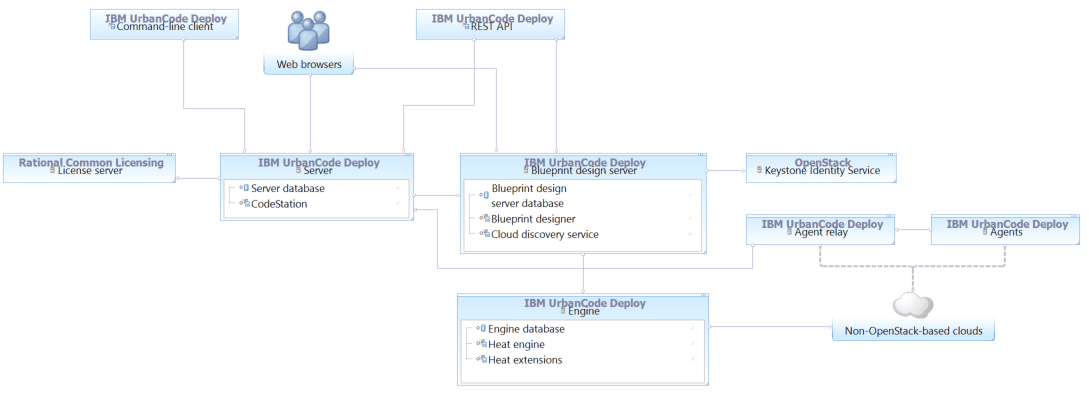 IBM UrbanCode Deploy
Command-line client
Web browsers
IBM UrbanCode Deploy
REST API
Rational Common Licensing
License server
IBM UrbanCode Deploy
Server
Server database
CodeStation
IBM UrbanCode Deploy
Blueprint design server
Blueprint design
server database
Blueprint designer
Cloud discovery service
OpenStack
Keystone Identity Service
IBM UrbanCode Deploy
Agent relay
IBM UrbanCode Deploy
Agents
IBM UrbanCode Deploy
Engine
Engine database
Heat engine
Heat extensions
Non-OpenStack-based clouds